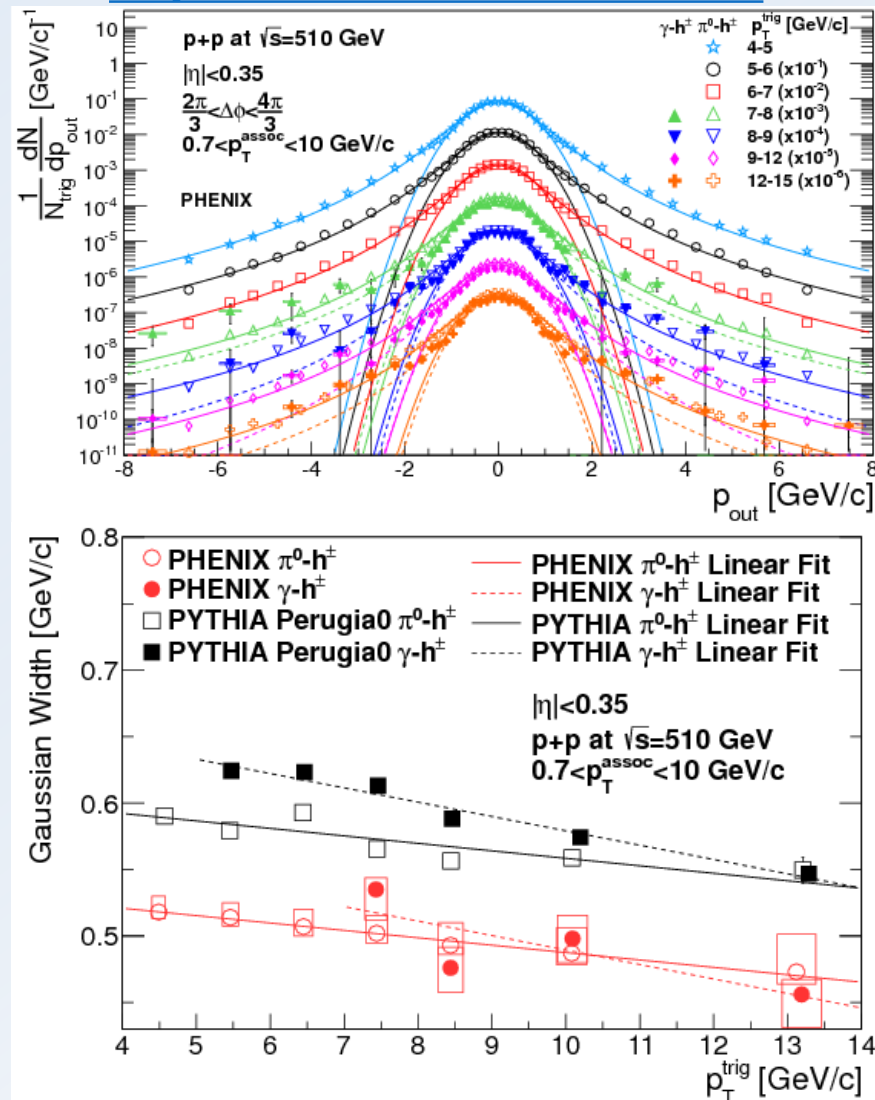 p+p at √s=510 GeV
|η|<0.35
2π/3<Δϕ<4π/3
0.7<p_T^assoc<10 GeV/c
PHENIX
γ-h± π⁰-h± p_T^trig [GeV/c]
4-5
5-6 (x10⁻¹)
6-7 (x10⁻²)
7-8 (x10⁻³)
8-9 (x10⁻⁴)
9-12 (x10⁻⁵)
12-15 (x10⁻⁶)
1/N_trig dN/dp_out [GeV/c]⁻¹
10
1
10⁻¹
10⁻²
10⁻³
10⁻⁴
10⁻⁵
10⁻⁶
10⁻⁷
10⁻⁸
10⁻⁹
10⁻¹⁰
10⁻¹¹
-8 -6 -4 -2 0 2 4 6 8
p_out [GeV/c]
PHENIX π⁰-h±
PHENIX γ-h±
PYTHIA Perugia0 π⁰-h±
PYTHIA Perugia0 γ-h±
PHENIX π⁰-h± Linear Fit
PHENIX γ-h± Linear Fit
PYTHIA π⁰-h± Linear Fit
PYTHIA γ-h± Linear Fit
|η|<0.35
p+p at √s=510 GeV
0.7<p_T^assoc<10 GeV/c
Gaussian Width [GeV/c]
0.8
0.7
0.6
0.5
4 5 6 7 8 9 10 11 12 13 14
p_T^trig [GeV/c]